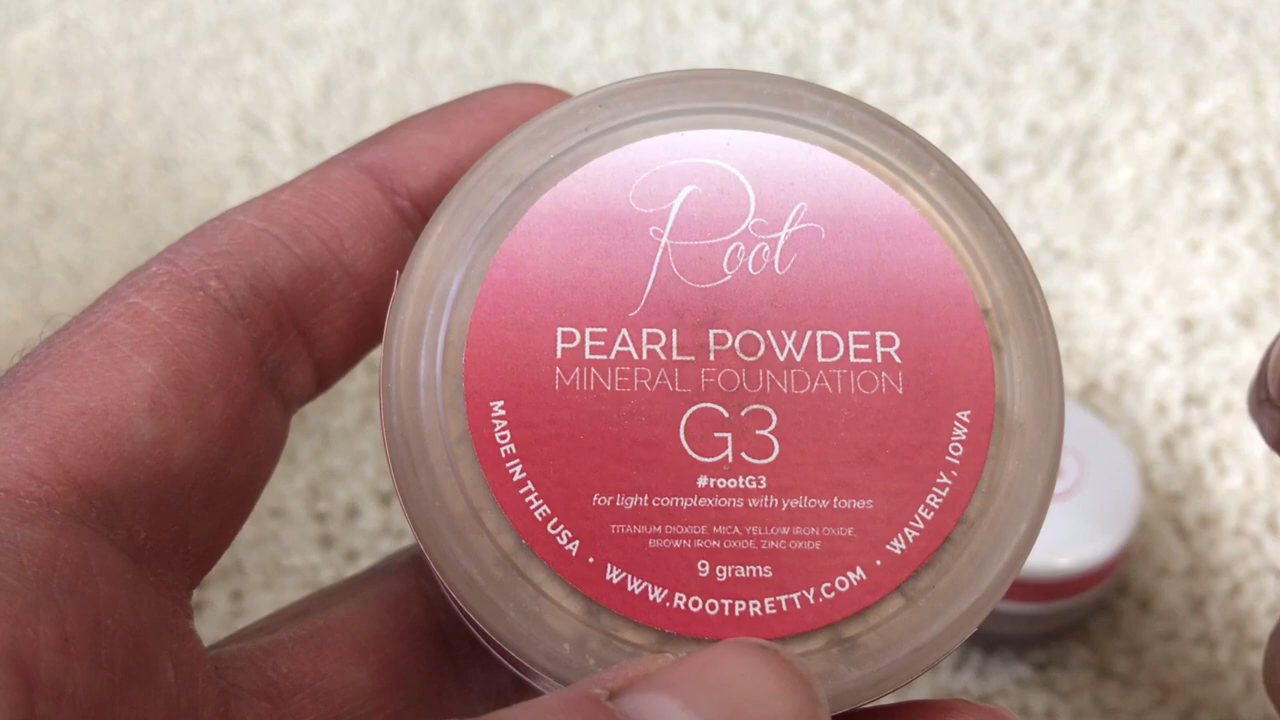 Root
PEARL POWDER
MINERAL FOUNDATION
G3
#rootG3
for light complexions with yellow tones
TITANIUM DIOXIDE, MICA, YELLOW IRON OXIDE,
BROWN IRON OXIDE, ZINC OXIDE
9 grams
MADE IN THE USA • WWW.ROOTPRETTY.COM • WAVERLY, IOWA